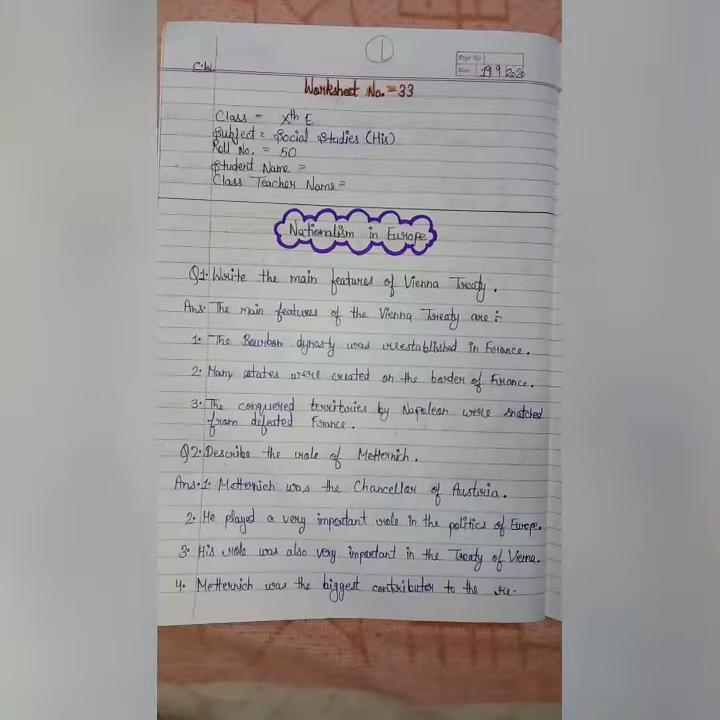 1
C.W
Page No.
Date 19 9 2020
Worksheet No. = 33
Class = Xth E
Subject = Social Studies (His)
Roll No. = 50
Student Name =
Class Teacher Name =
Nationalism in Europe
Q1. Write the main features of Vienna Treaty.
Ans. The main features of the Vienna Treaty are :-
1. The Bourbon dynasty was reestablished in France.
2. Many states were created on the border of France.
3. The conquered territories by Napolean were snatched
from defeated France.
Q2. Describe the role of Metternich.
Ans. 1. Metternich was the Chancellor of Austria.
2. He played a very important role in the politics of Europe.
3. His role was also very important in the Treaty of Vienna.
4. Metternich was the biggest contributor to the re-